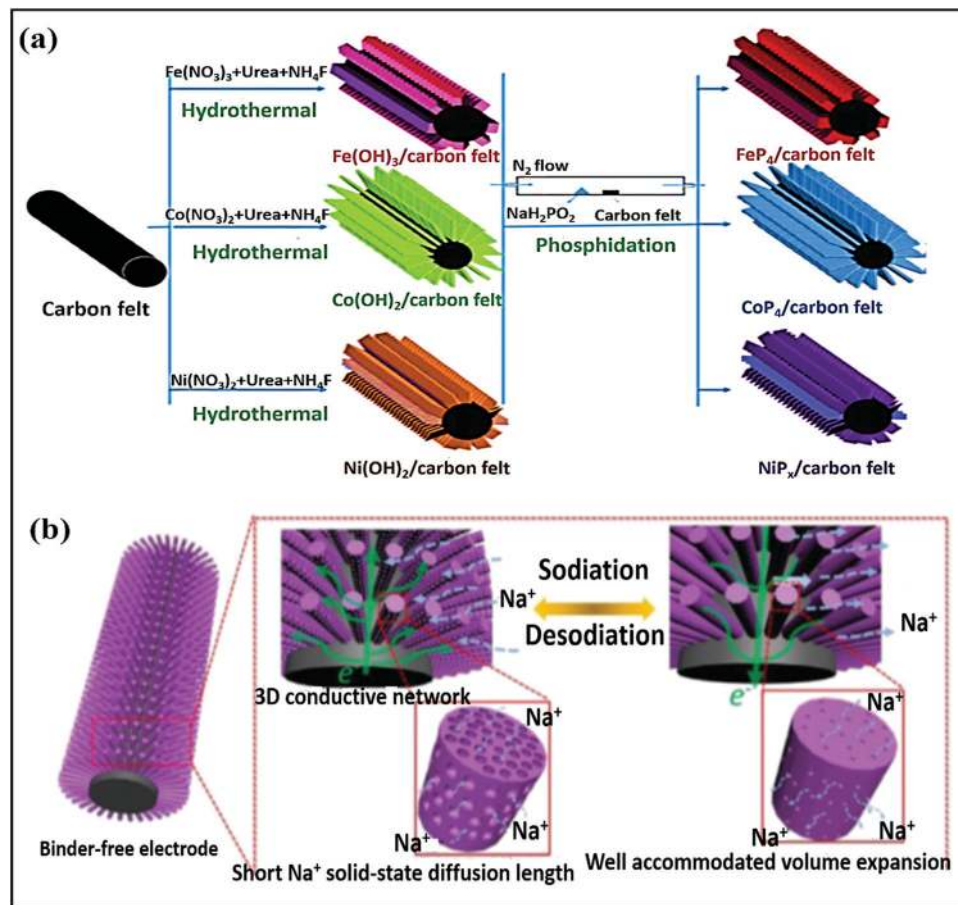 (a)
Fe(NO₃)₃+Urea+NH₄F
Hydrothermal
Fe(OH)₃/carbon felt
FeP₄/carbon felt
N₂ flow
Co(NO₃)₂+Urea+NH₄F
NaH₂PO₂
Carbon felt
Hydrothermal
Phosphidation
Carbon felt
Co(OH)₂/carbon felt
CoP₄/carbon felt
Ni(NO₃)₂+Urea+NH₄F
Hydrothermal
Ni(OH)₂/carbon felt
NiPₓ/carbon felt
(b)
Sodiation
Na⁺
Desodiation
Na⁺
e⁻
e⁻
3D conductive network
Na⁺
Na⁺
Na⁺
Na⁺
Na⁺
Na⁺
Binder-free electrode
Short Na⁺ solid-state diffusion length
Well accommodated volume expansion